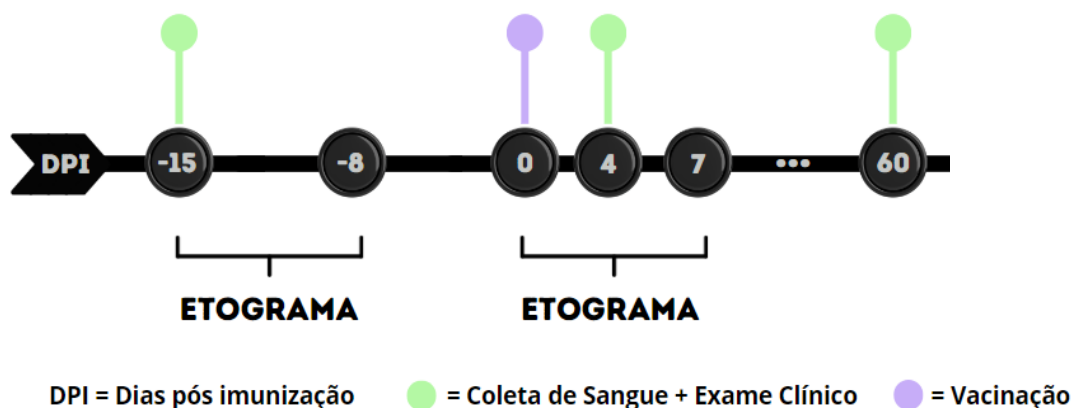 DPI -15 -8 0 4 7 ... 60
ETOGRAMA ETOGRAMA
DPI = Dias pós imunização = Coleta de Sangue + Exame Clínico = Vacinação